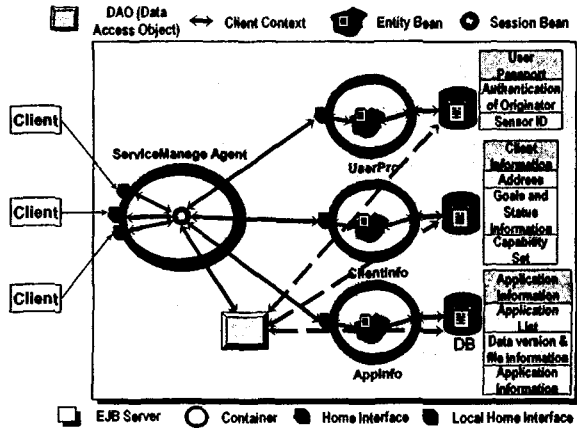 DAO (Data
Access Object)
Client Context
Entity Bean
Session Bean
Client
Client
Client
ServiceManage Agent
UserPro
ClientInfo
AppInfo
User
Passport
Authentication
of Originator
Sensor ID
Client
Information
Address
Goals and
Status
Information
Capability
Set
Application
Information
Application
List
Data version &
file information
Application
Information
DB
EJB Server
Container
Home Interface
Local Home Interface